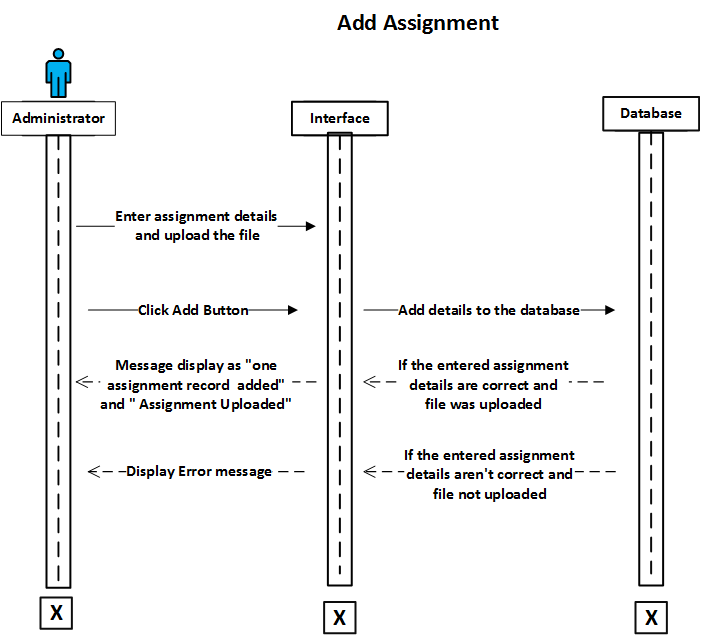 Add Assignment
Administrator
Interface
Database
Enter assignment details
and upload the file
Click Add Button
Add details to the database
Message display as "one
assignment record  added"
and " Assignment Uploaded"
If the entered assignment
details are correct and
file was uploaded
Display Error message
If the entered assignment
details aren't correct and
file not uploaded
X
X
X